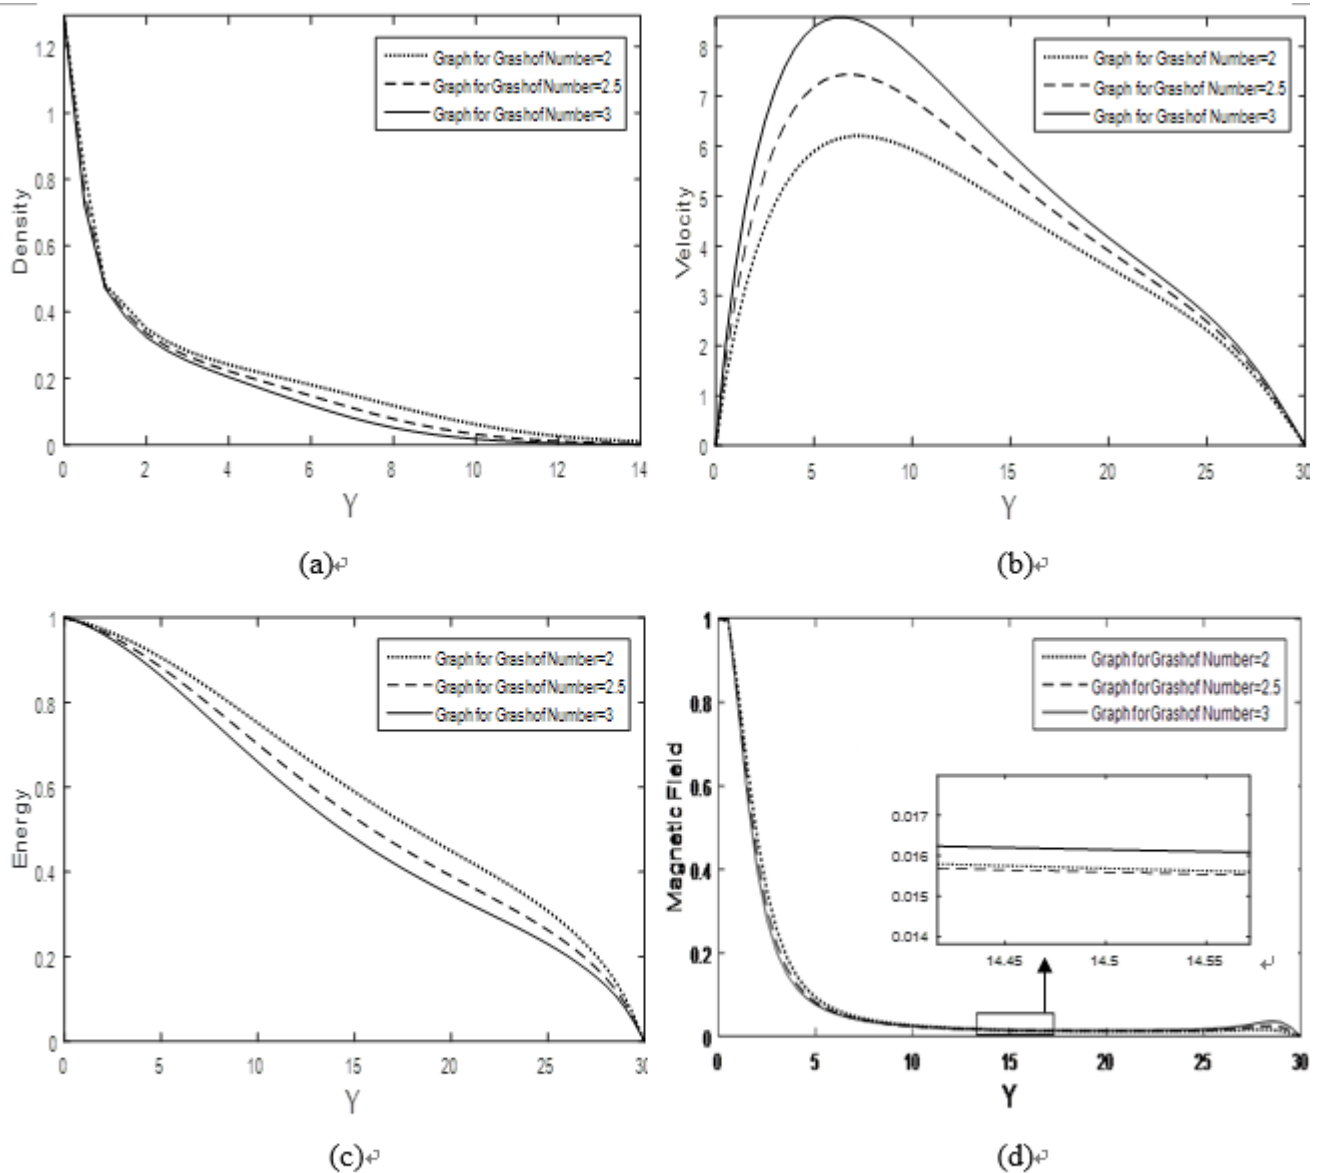 Graph for Grashof Number=2
Graph for Grashof Number=2.5
Graph for Grashof Number=3
Density
1.2
1
0.8
0.6
0.4
0.2
0
0 2 4 6 8 10 12 14
Y
(a)
Graph for Grashof Number=2
Graph for Grashof Number=2.5
Graph for Grashof Number=3
Velocity
8
7
6
5
4
3
2
1
0
0 5 10 15 20 25 30
Y
(b)
Graph for Grashof Number=2
Graph for Grashof Number=2.5
Graph for Grashof Number=3
Energy
1
0.8
0.6
0.4
0.2
0
0 5 10 15 20 25 30
Y
(c)
Graph for Grashof Number=2
Graph for Grashof Number=2.5
Graph for Grashof Number=3
Magnetic Field
1
0.8
0.6
0.4
0.2
0
0.017
0.016
0.015
0.014
14.45 14.5 14.55
0 5 10 15 20 25 30
Y
(d)